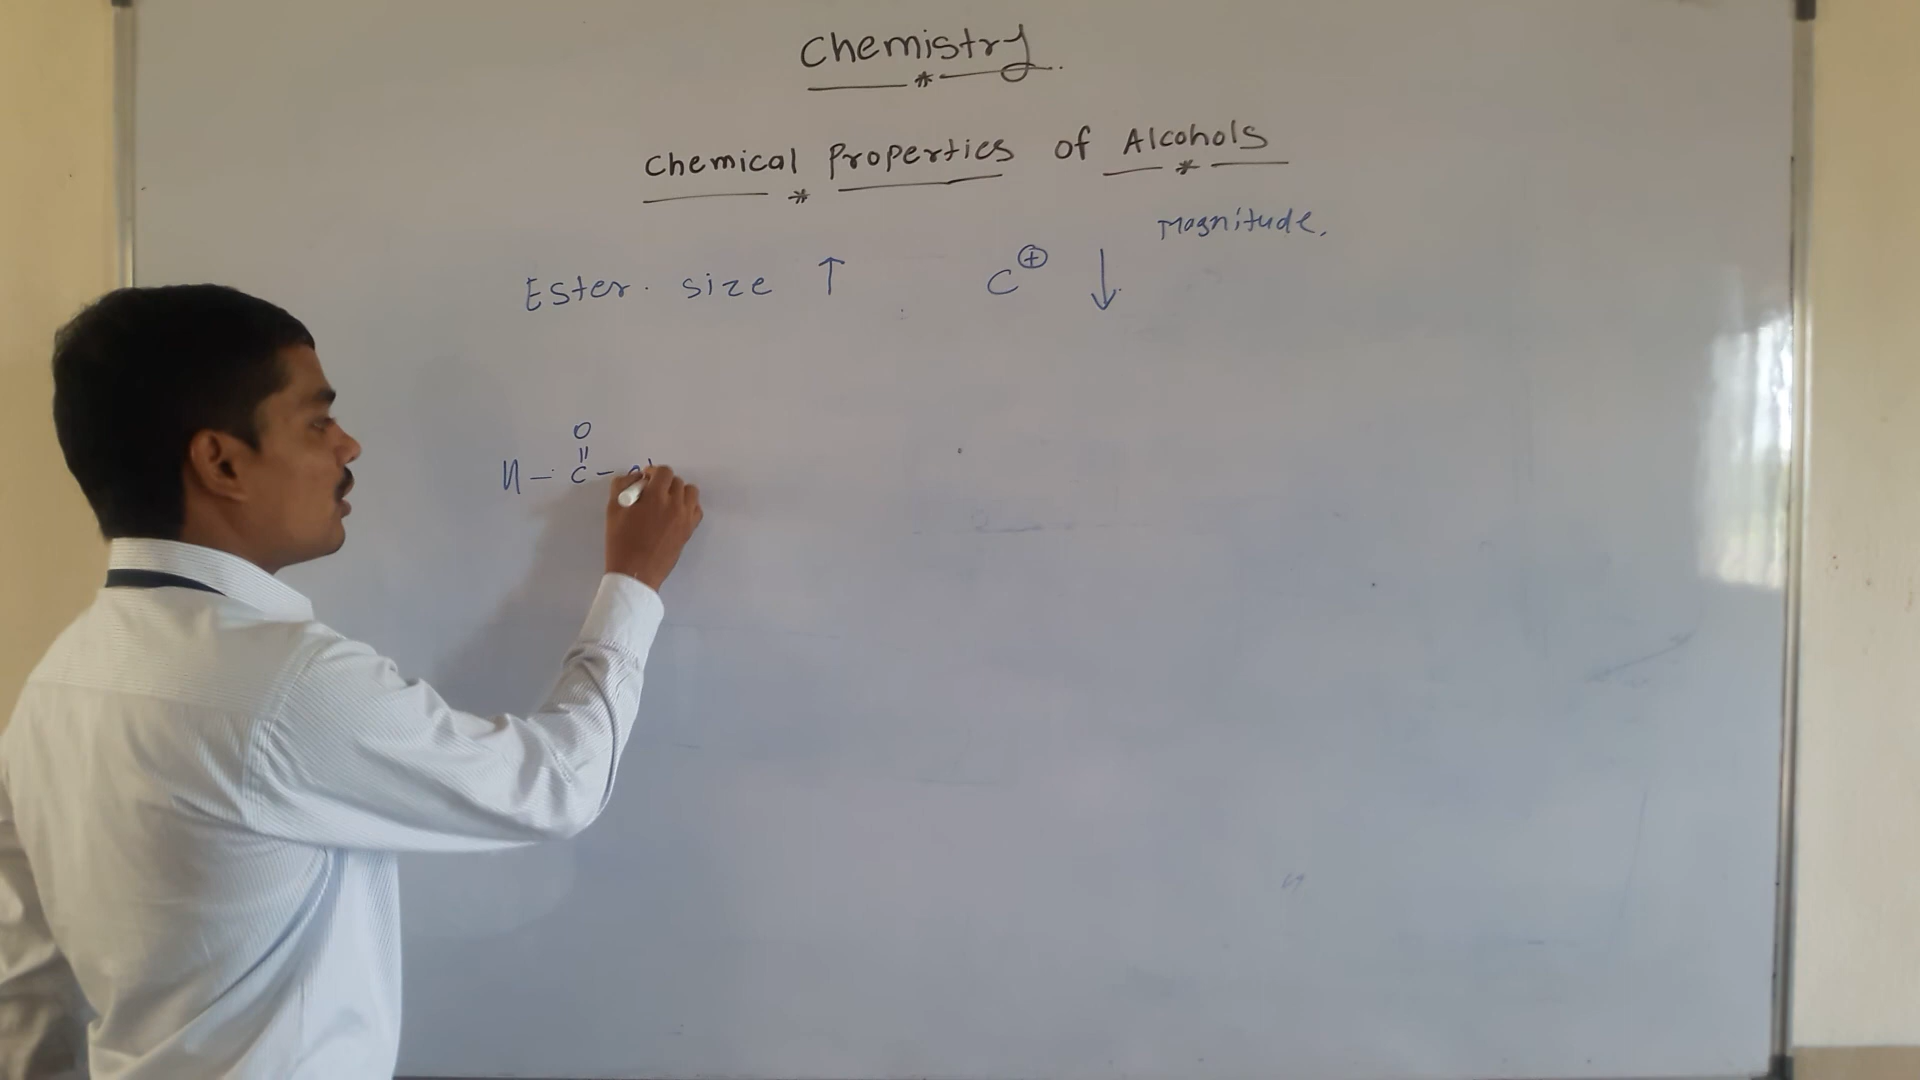 Chemistry
Chemical Properties of Alcohols
Magnitude.
Ester. size ↑ C⊕ ↓
O
||
H - C - O